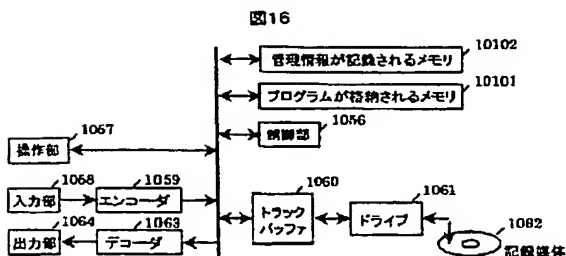 図16
10102
管理情報が記録されるメモリ
10101
プログラムが格納されるメモリ
1057
1056
操作部
制御部
1058
1059
1060
1061
入力部
エンコーダ
トラックバッファ
ドライブ
1064
1063
1062
出力部
デコーダ
記録媒体